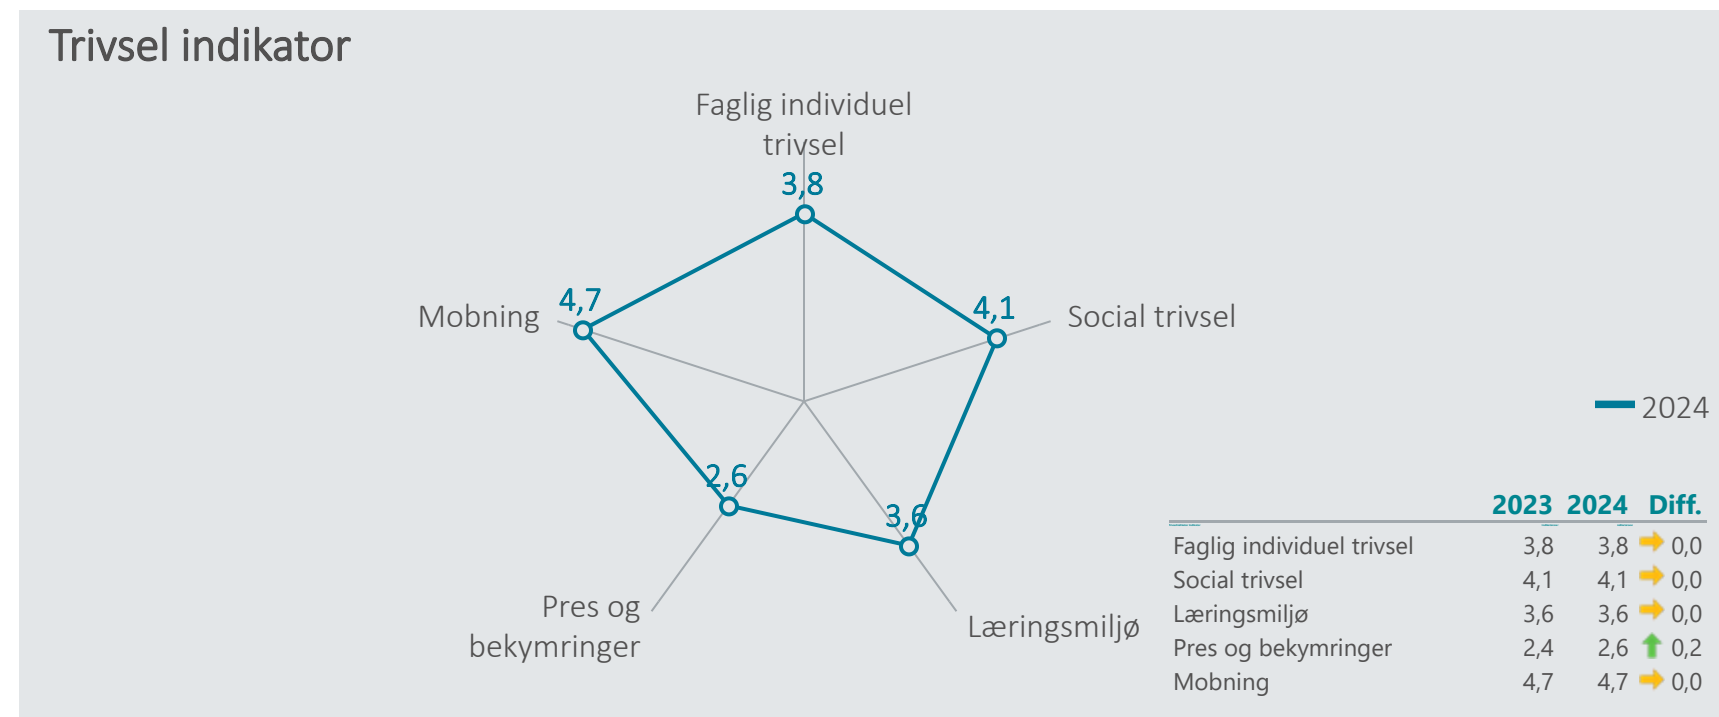 Trivsel indikator
Faglig individuel
trivsel
3,8
4,7
Mobning
4,1
Social trivsel
2024
2,6
3,6
Pres og
bekymringer
Læringsmiljø
2023 2024 Diff.
Faglig individuel trivsel 3,8 3,8 0,0
Social trivsel 4,1 4,1 0,0
Læringsmiljø 3,6 3,6 0,0
Pres og bekymringer 2,4 2,6 0,2
Mobning 4,7 4,7 0,0